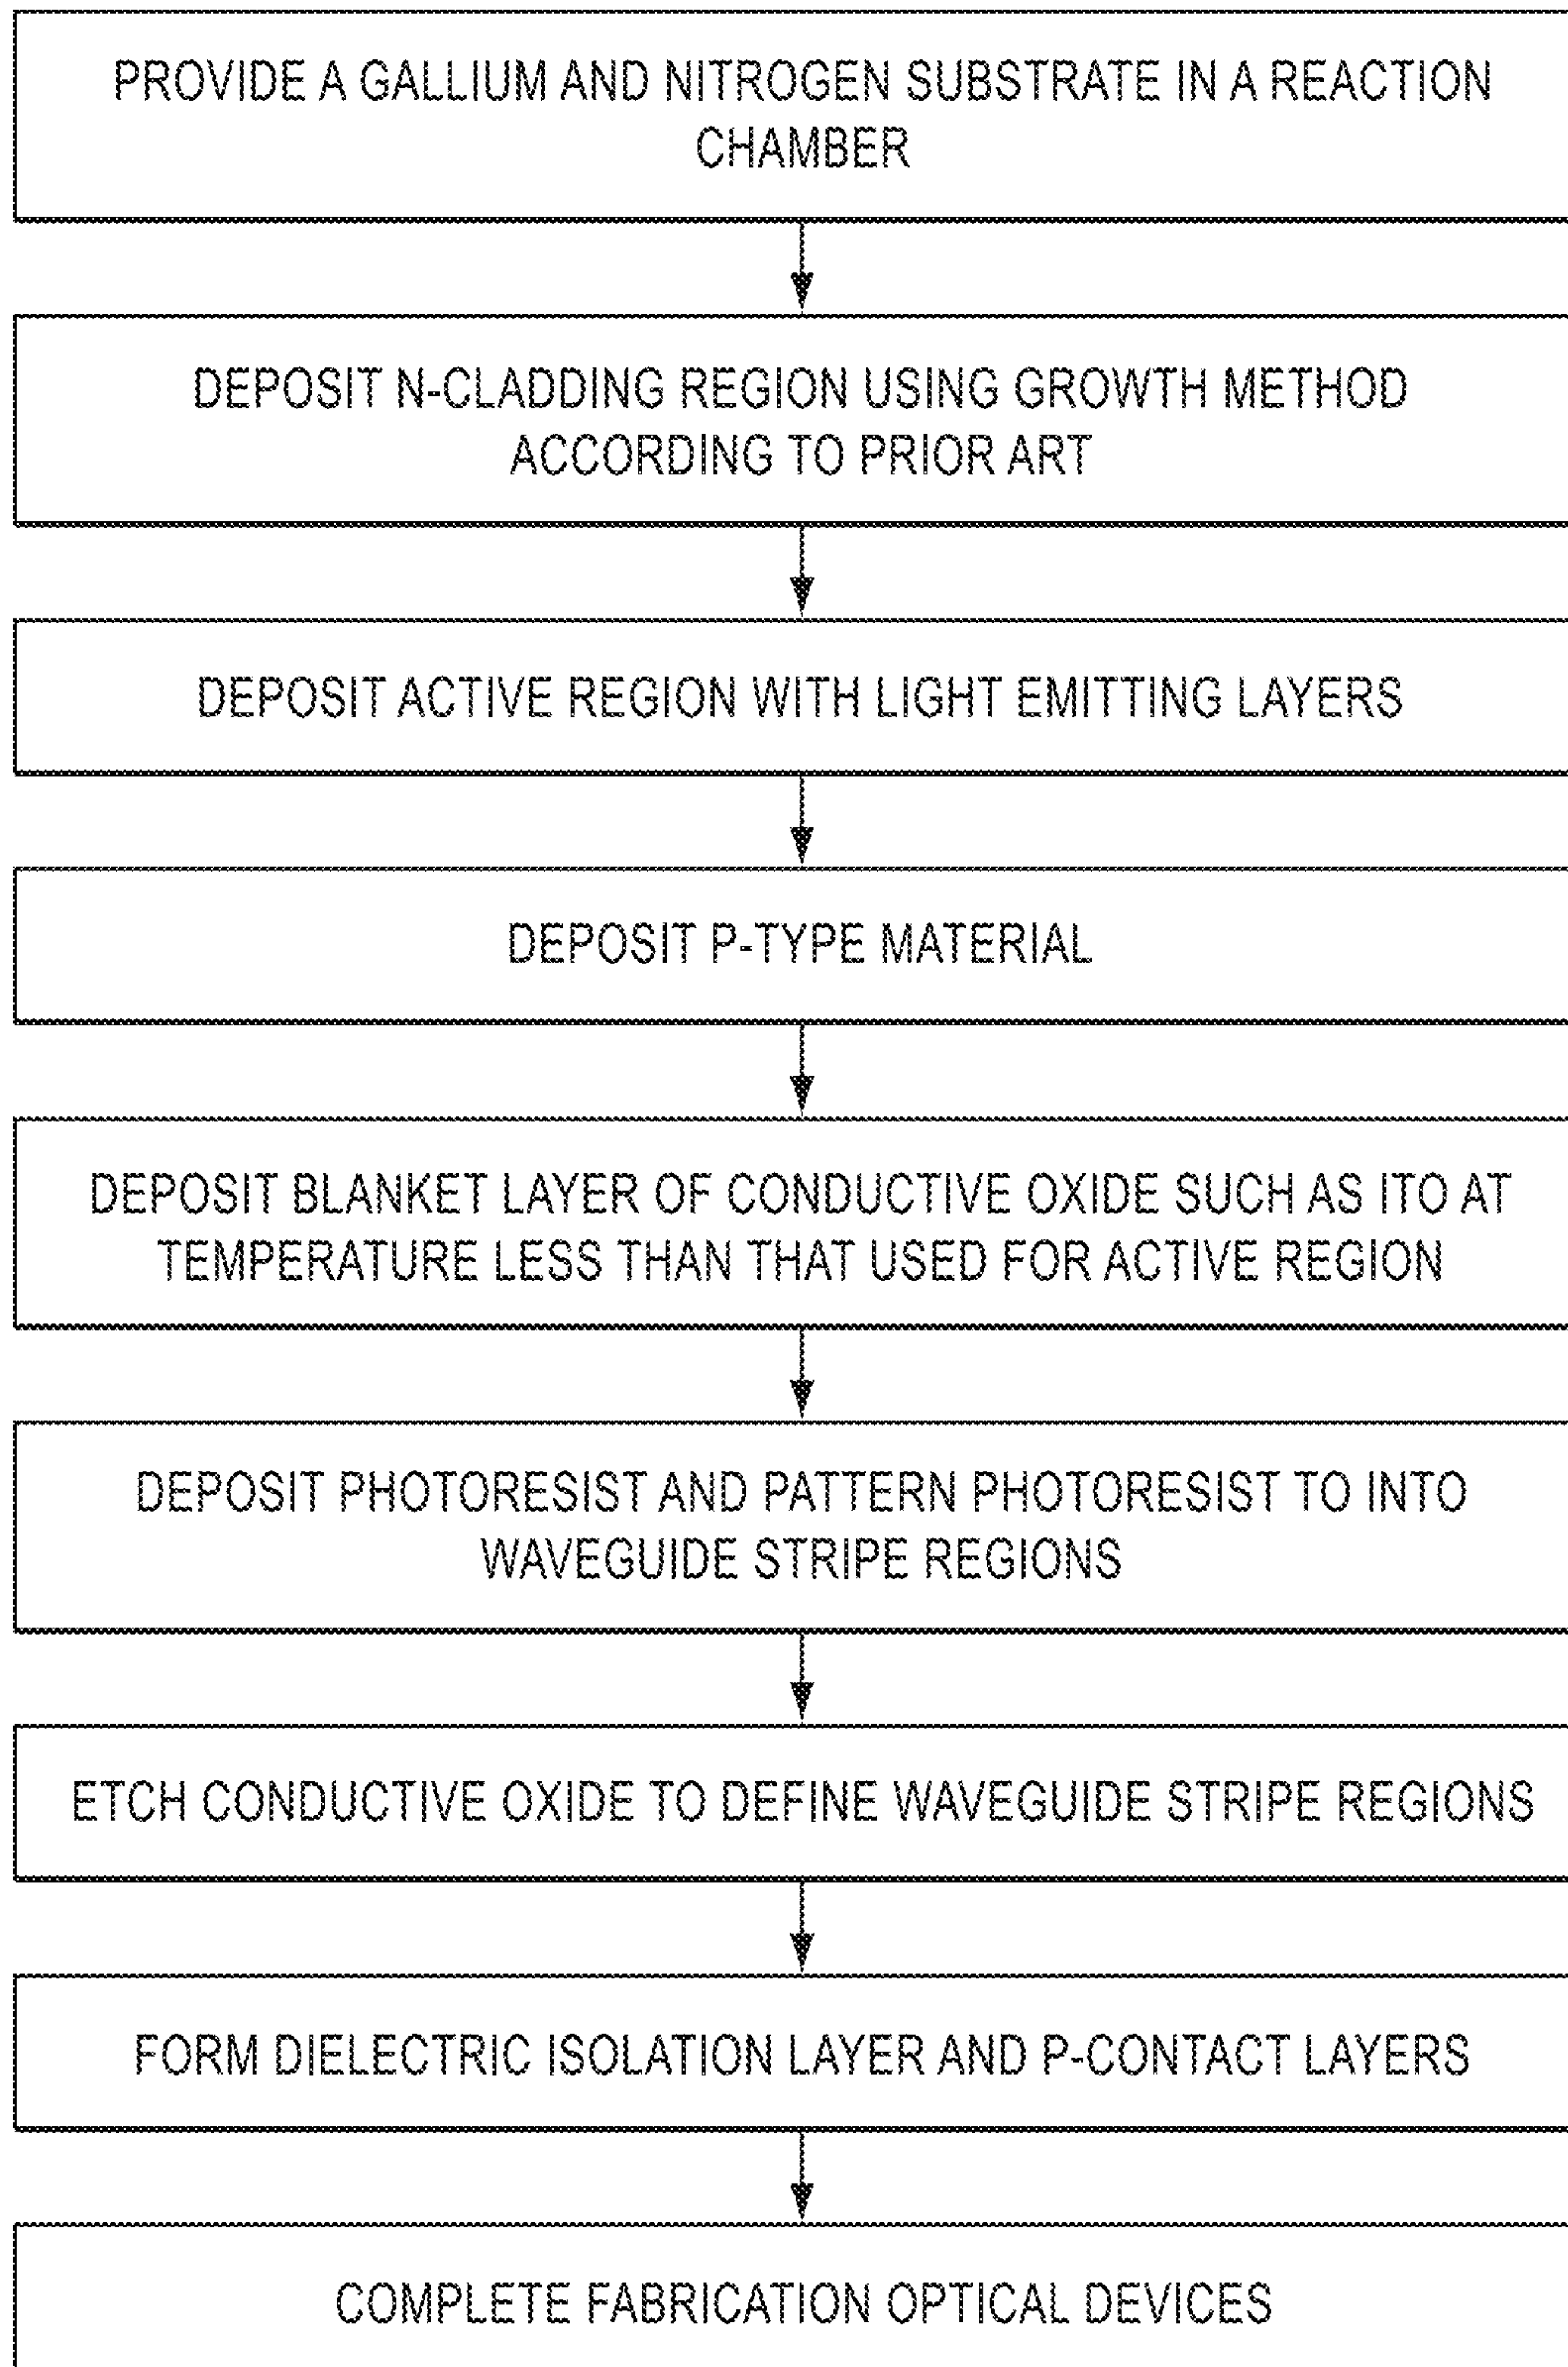 PROVIDE A GALLIUM AND NITROGEN SUBSTRATE IN A REACTION
CHAMBER
DEPOSIT N-CLADDING REGION USING GROWTH METHOD
ACCORDING TO PRIOR ART
DEPOSIT ACTIVE REGION WITH LIGHT EMITTING LAYERS
DEPOSIT P-TYPE MATERIAL
DEPOSIT BLANKET LAYER OF CONDUCTIVE OXIDE SUCH AS ITO AT
TEMPERATURE LESS THAN THAT USED FOR ACTIVE REGION
DEPOSIT PHOTORESIST AND PATTERN PHOTORESIST TO INTO
WAVEGUIDE STRIPE REGIONS
ETCH CONDUCTIVE OXIDE TO DEFINE WAVEGUIDE STRIPE REGIONS
FORM DIELECTRIC ISOLATION LAYER AND P-CONTACT LAYERS
COMPLETE FABRICATION OPTICAL DEVICES